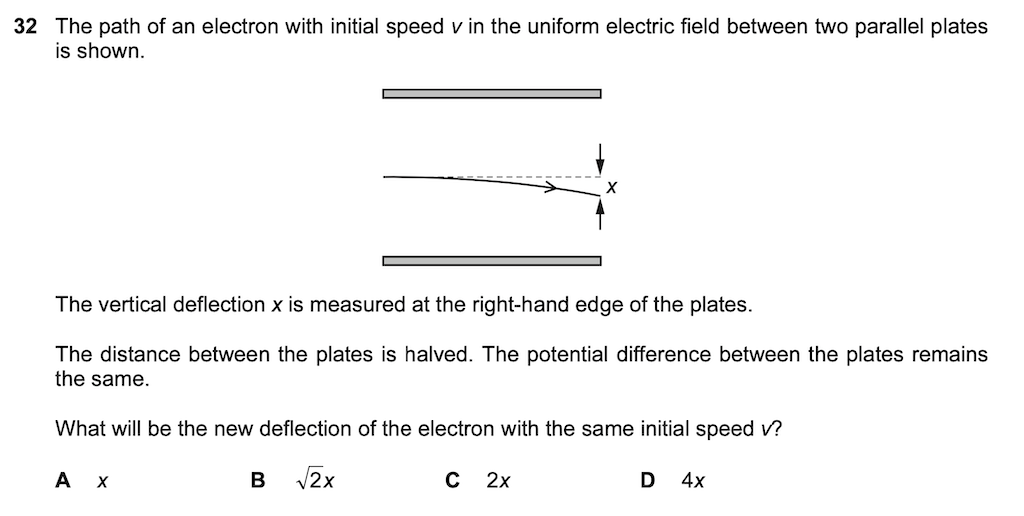 32 The path of an electron with initial speed v in the uniform electric field between two parallel plates
is shown.
x
The vertical deflection x is measured at the right-hand edge of the plates.
The distance between the plates is halved. The potential difference between the plates remains
the same.
What will be the new deflection of the electron with the same initial speed v?
A x B √2x C 2x D 4x